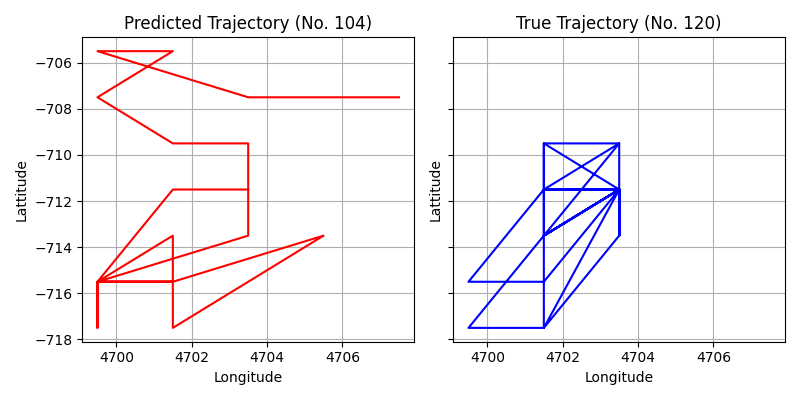 Predicted Trajectory (No. 104)
True Trajectory (No. 120)
Lattitude
−706
−708
−710
−712
−714
−716
−718
4700
4702
4704
4706
Longitude
Lattitude
4700
4702
4704
4706
Longitude